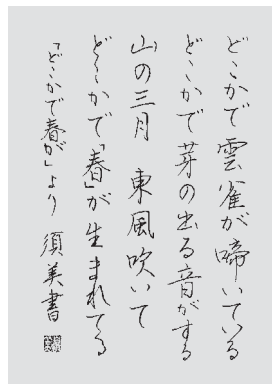 どこかで雲雀が啼いている
どこかで芽の出る音がする
山の三月 東風吹いて
どこかで「春」が生まれてる
「どこかで春が」より 須美書